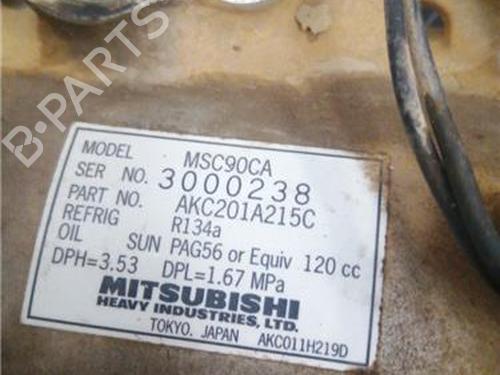 B-Parts
MODEL MSC90CA
SER NO. 3000238
PART NO. AKC201A215C
REFRIG R134a
OIL SUN PAG56 or Equiv 120 cc
DPH=3.53 DPL=1.67 MPa
MITSUBISHI
HEAVY INDUSTRIES, LTD.
TOKYO. JAPAN AKC011H219D